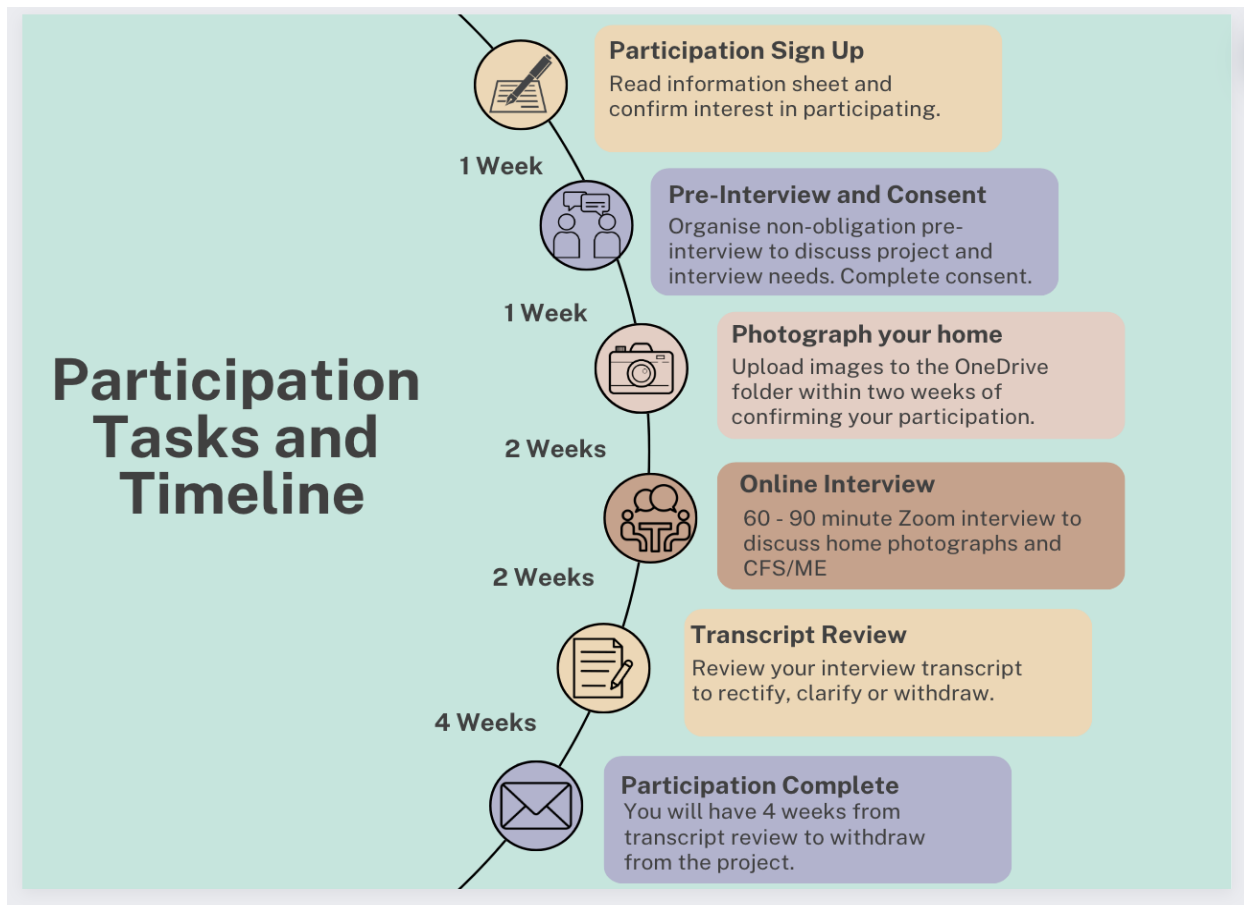 Participation
Tasks and
Timeline
Participation Sign Up
Read information sheet and
confirm interest in participating.
1 Week
Pre-Interview and Consent
Organise non-obligation pre-
interview to discuss project and
interview needs. Complete consent.
1 Week
Photograph your home
Upload images to the OneDrive
folder within two weeks of
confirming your participation.
2 Weeks
Online Interview
60 - 90 minute Zoom interview to
discuss home photographs and
CFS/ME
2 Weeks
Transcript Review
Review your interview transcript
to rectify, clarify or withdraw.
4 Weeks
Participation Complete
You will have 4 weeks from
transcript review to withdraw
from the project.